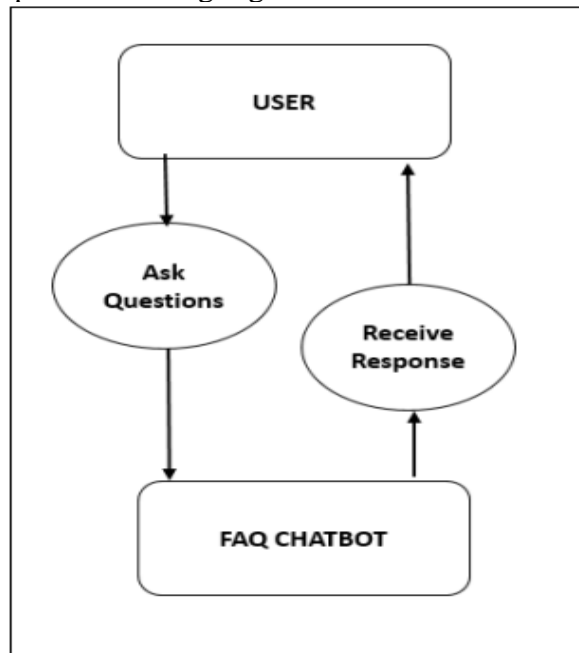 USER
Ask
Questions
Receive
Response
FAQ CHATBOT